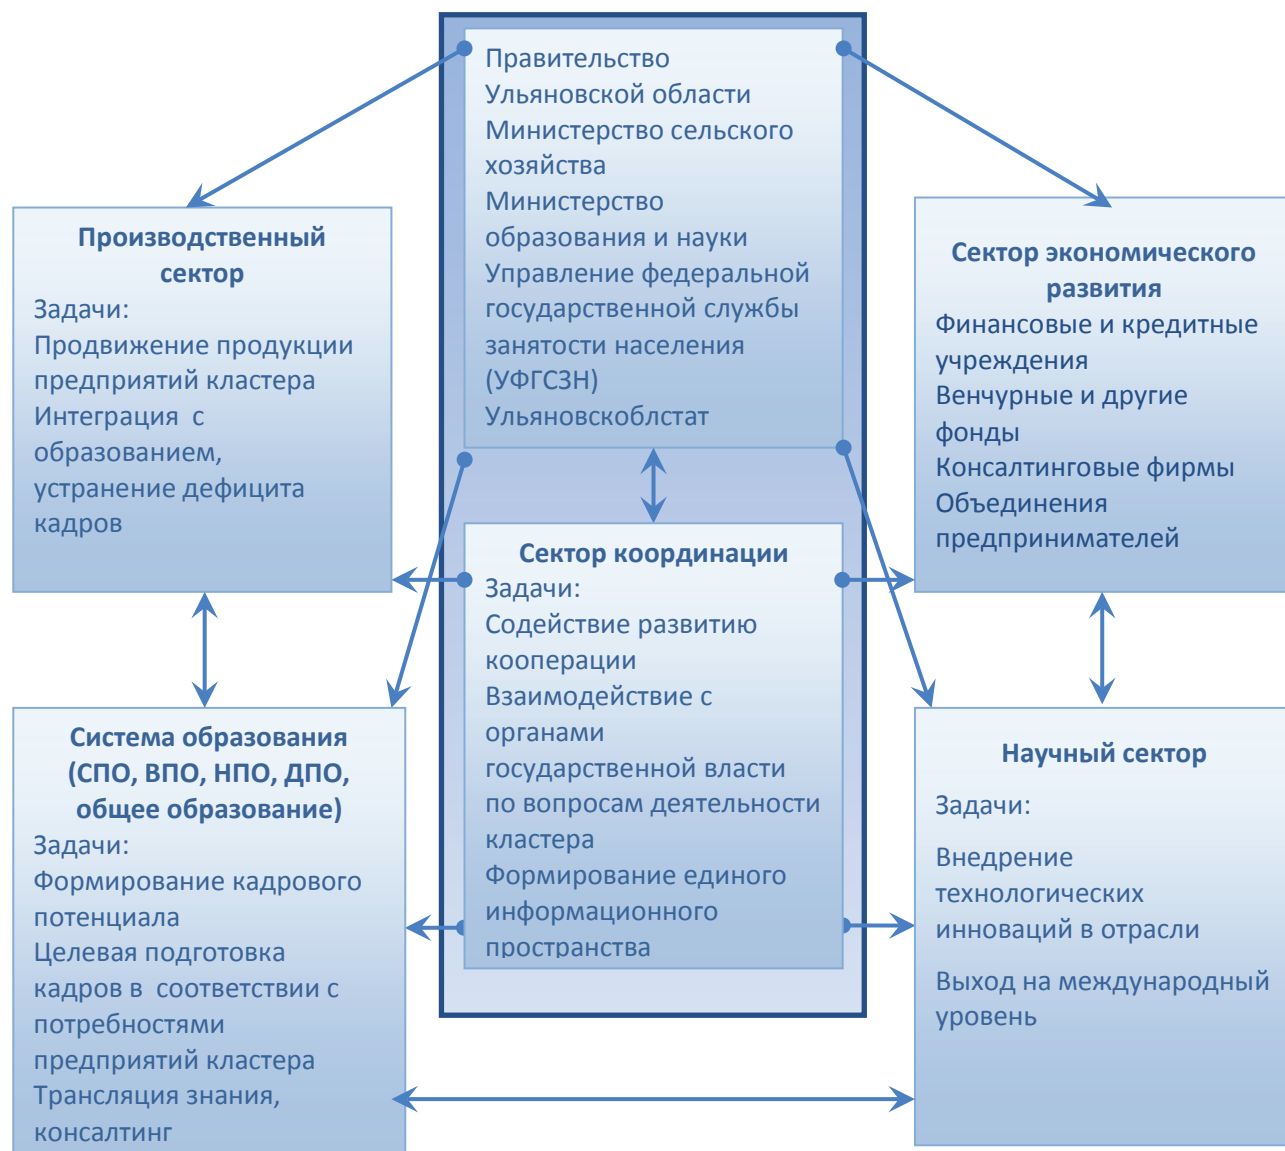 Правительство
Ульяновской области
Министерство сельского
хозяйства
Министерство
образования и науки
Управление федеральной
государственной службы
занятости населения
(УФГСЗН)
Ульяновскоблстат
Производственный
сектор
Задачи:
Продвижение продукции
предприятий кластера
Интеграция с
образованием,
устранение дефицита
кадров
Сектор экономического
развития
Финансовые и кредитные
учреждения
Венчурные и другие
фонды
Консалтинговые фирмы
Объединения
предпринимателей
Сектор координации
Задачи:
Содействие развитию
кооперации
Взаимодействие с
органами
государственной власти
по вопросам деятельности
кластера
Формирование единого
информационного
пространства
Система образования
(СПО, ВПО, НПО, ДПО,
общее образование)
Задачи:
Формирование кадрового
потенциала
Целевая подготовка
кадров в соответствии с
потребностями
предприятий кластера
Трансляция знания,
консалтинг
Научный сектор
Задачи:
Внедрение
технологических
инноваций в отрасли
Выход на международный
уровень